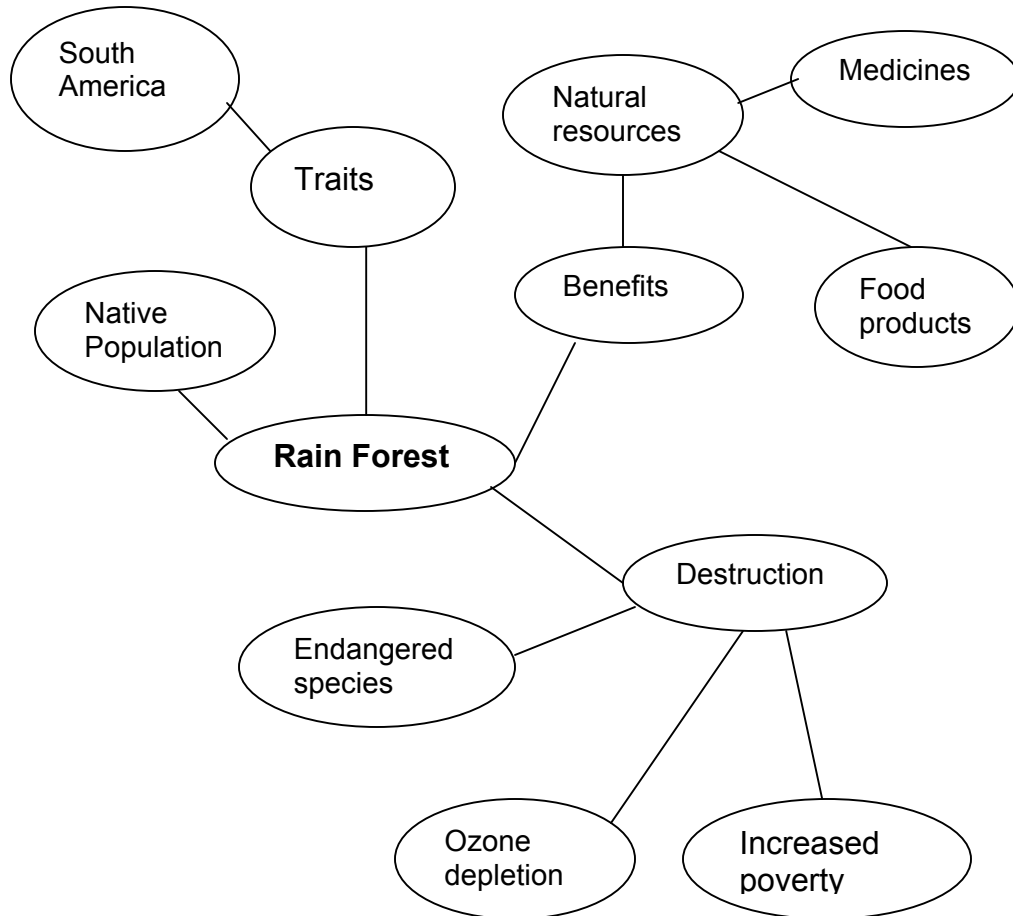 South
America
Medicines
Natural
resources
Traits
Benefits
Food
products
Native
Population
Rain Forest
Destruction
Endangered
species
Ozone
depletion
Increased
poverty